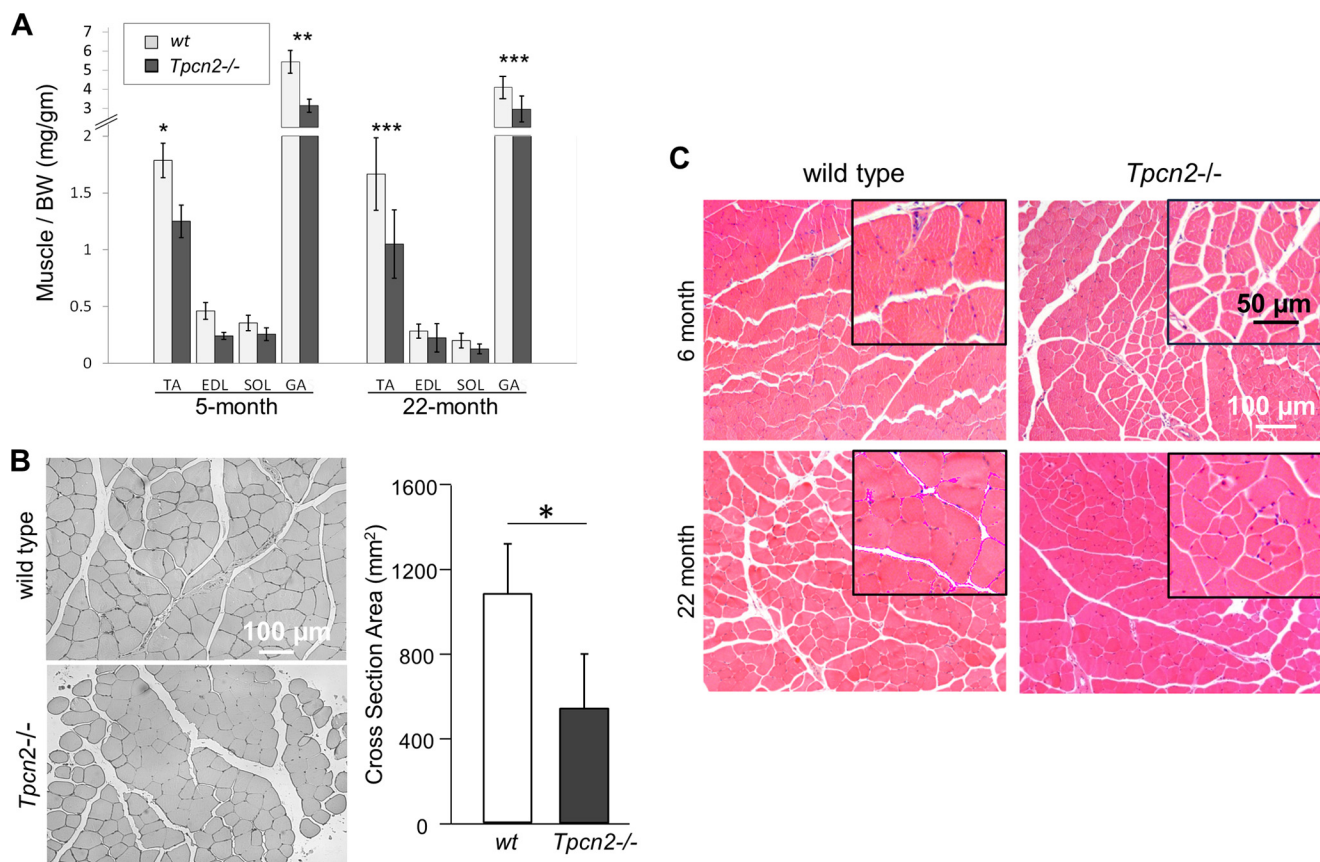 A
Muscle / BW (mg/gm)
7
6
5
4
3
2
1.5
1
0.5
0
wt
Tpcn2-/-
*
**
***
***
TA EDL SOL GA TA EDL SOL GA
5-month 22-month
B
wild type
100 µm
Tpcn2-/-
Cross Section Area (mm²)
1600
1200
800
400
0
*
wt Tpcn2-/-
C
wild type Tpcn2-/-
6 month
50 µm
100 µm
22 month